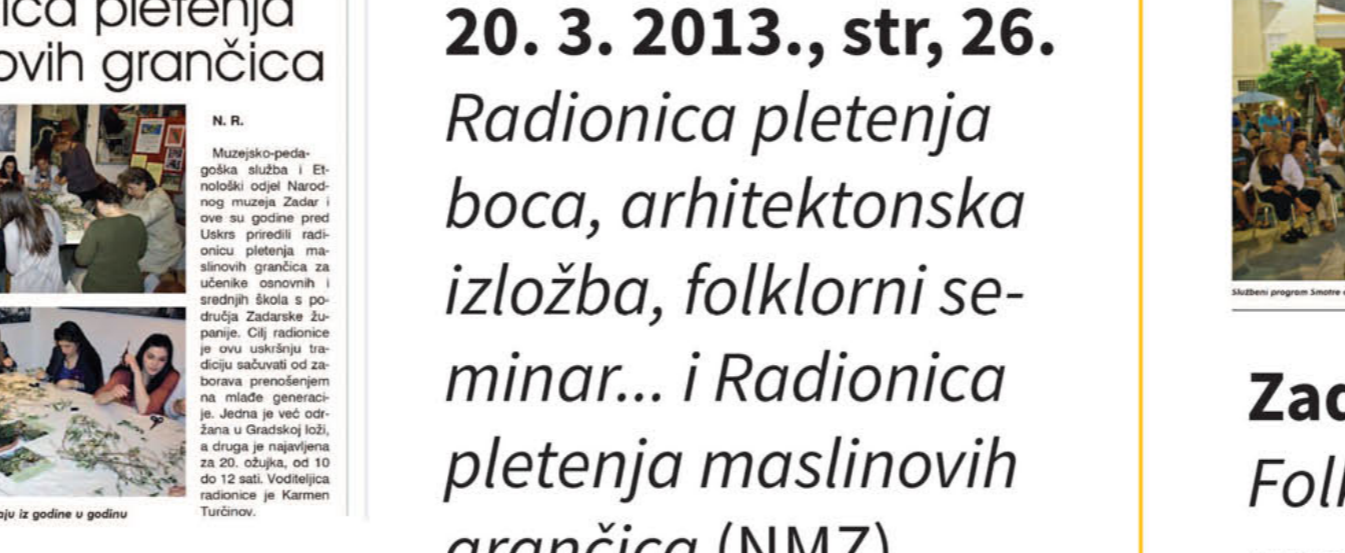 pletenja
grančica
N. R.
Muzejsko-peda-
goška služba i Et-
nološki odjel Narod-
nog muzeja Zadar i
ove su godine pred
Uskrs priredili radi-
onicu pletenja ma-
slinovih grančica za
učenike osnovnih i
srednjih škola s po-
dručja Zadarske žu-
panije. Cilj radionice
je ovu uskršnju tra-
diciju sačuvati od za-
borava prenošenjem
na mlađe generaci-
je. Jedna je već odr-
žana u Gradskoj loži,
a druga je najavljena
za 20. ožujka, od 10
do 12 sati. Voditeljica
radionice je Karmen
Turčinov.
iz godine u godinu
20. 3. 2013., str, 26.
Radionica pletenja
boca, arhitektonska
izložba, folklorni se-
minar... i Radionica
pletenja maslinovih
grančica (NMZ)
Službeni program Smotre
Zad
Foll